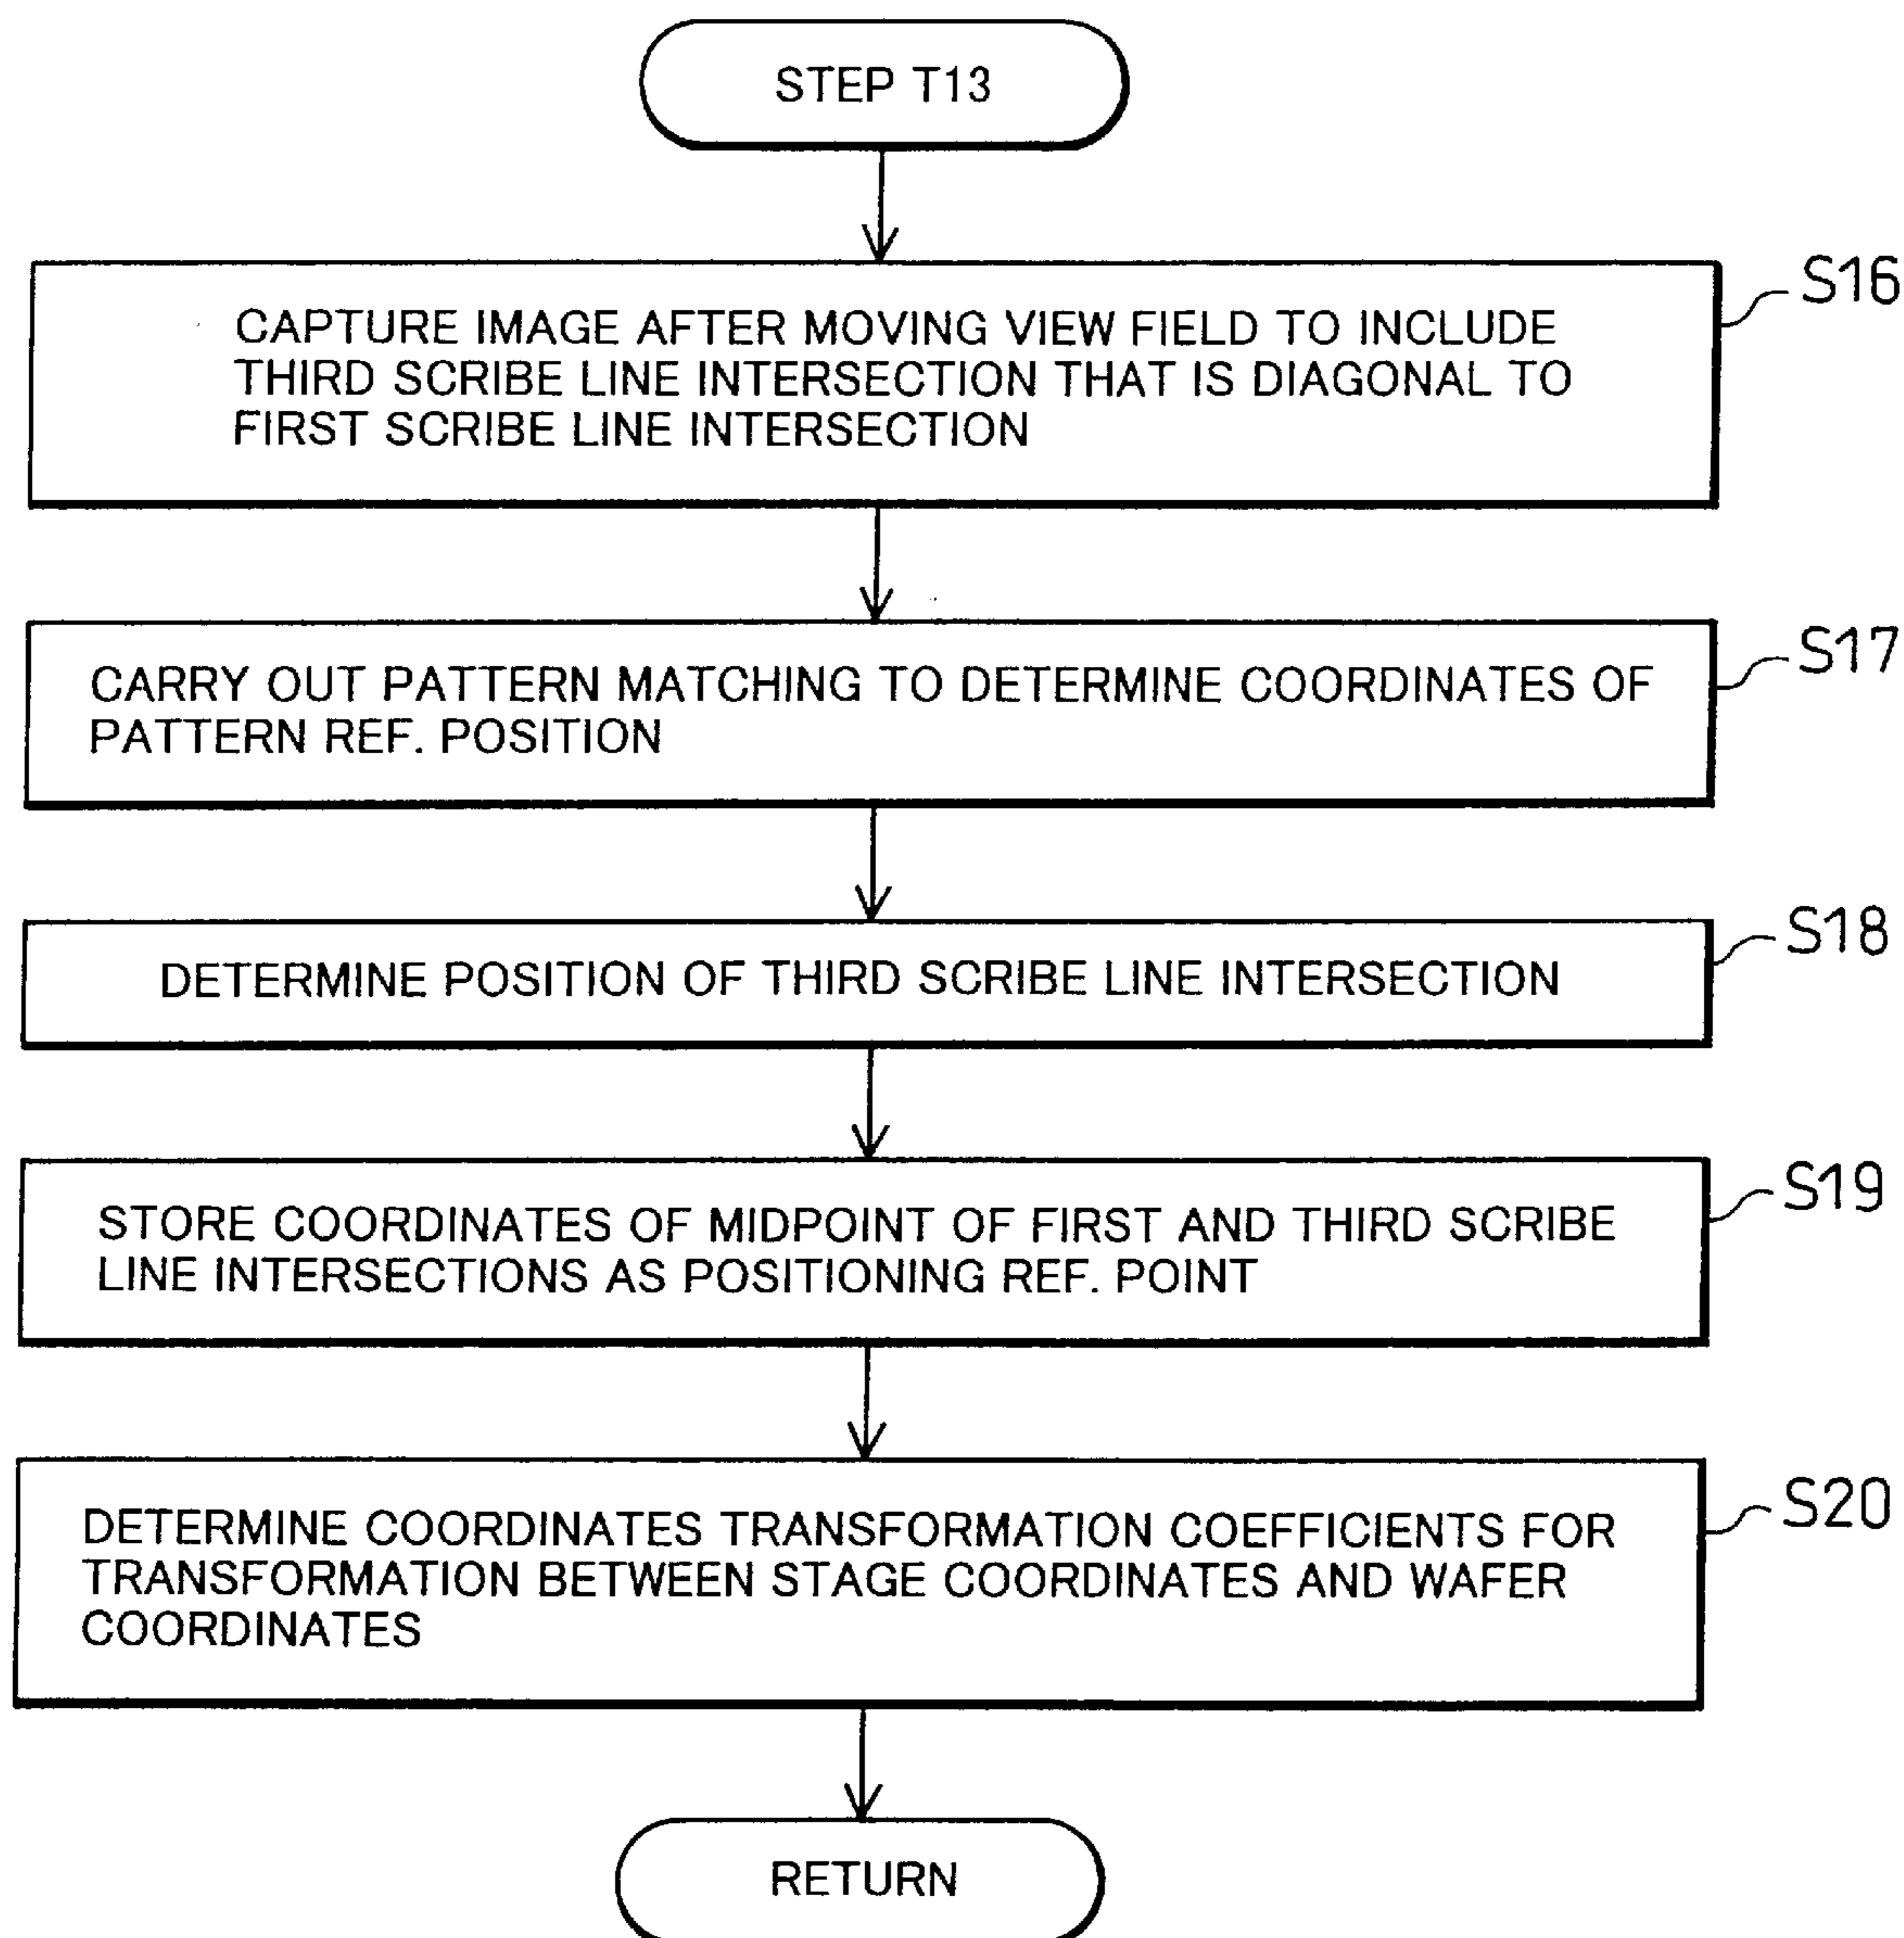 STEP T13
S16
CAPTURE IMAGE AFTER MOVING VIEW FIELD TO INCLUDE
THIRD SCRIBE LINE INTERSECTION THAT IS DIAGONAL TO
FIRST SCRIBE LINE INTERSECTION
S17
CARRY OUT PATTERN MATCHING TO DETERMINE COORDINATES OF
PATTERN REF. POSITION
S18
DETERMINE POSITION OF THIRD SCRIBE LINE INTERSECTION
S19
STORE COORDINATES OF MIDPOINT OF FIRST AND THIRD SCRIBE
LINE INTERSECTIONS AS POSITIONING REF. POINT
S20
DETERMINE COORDINATES TRANSFORMATION COEFFICIENTS FOR
TRANSFORMATION BETWEEN STAGE COORDINATES AND WAFER
COORDINATES
RETURN